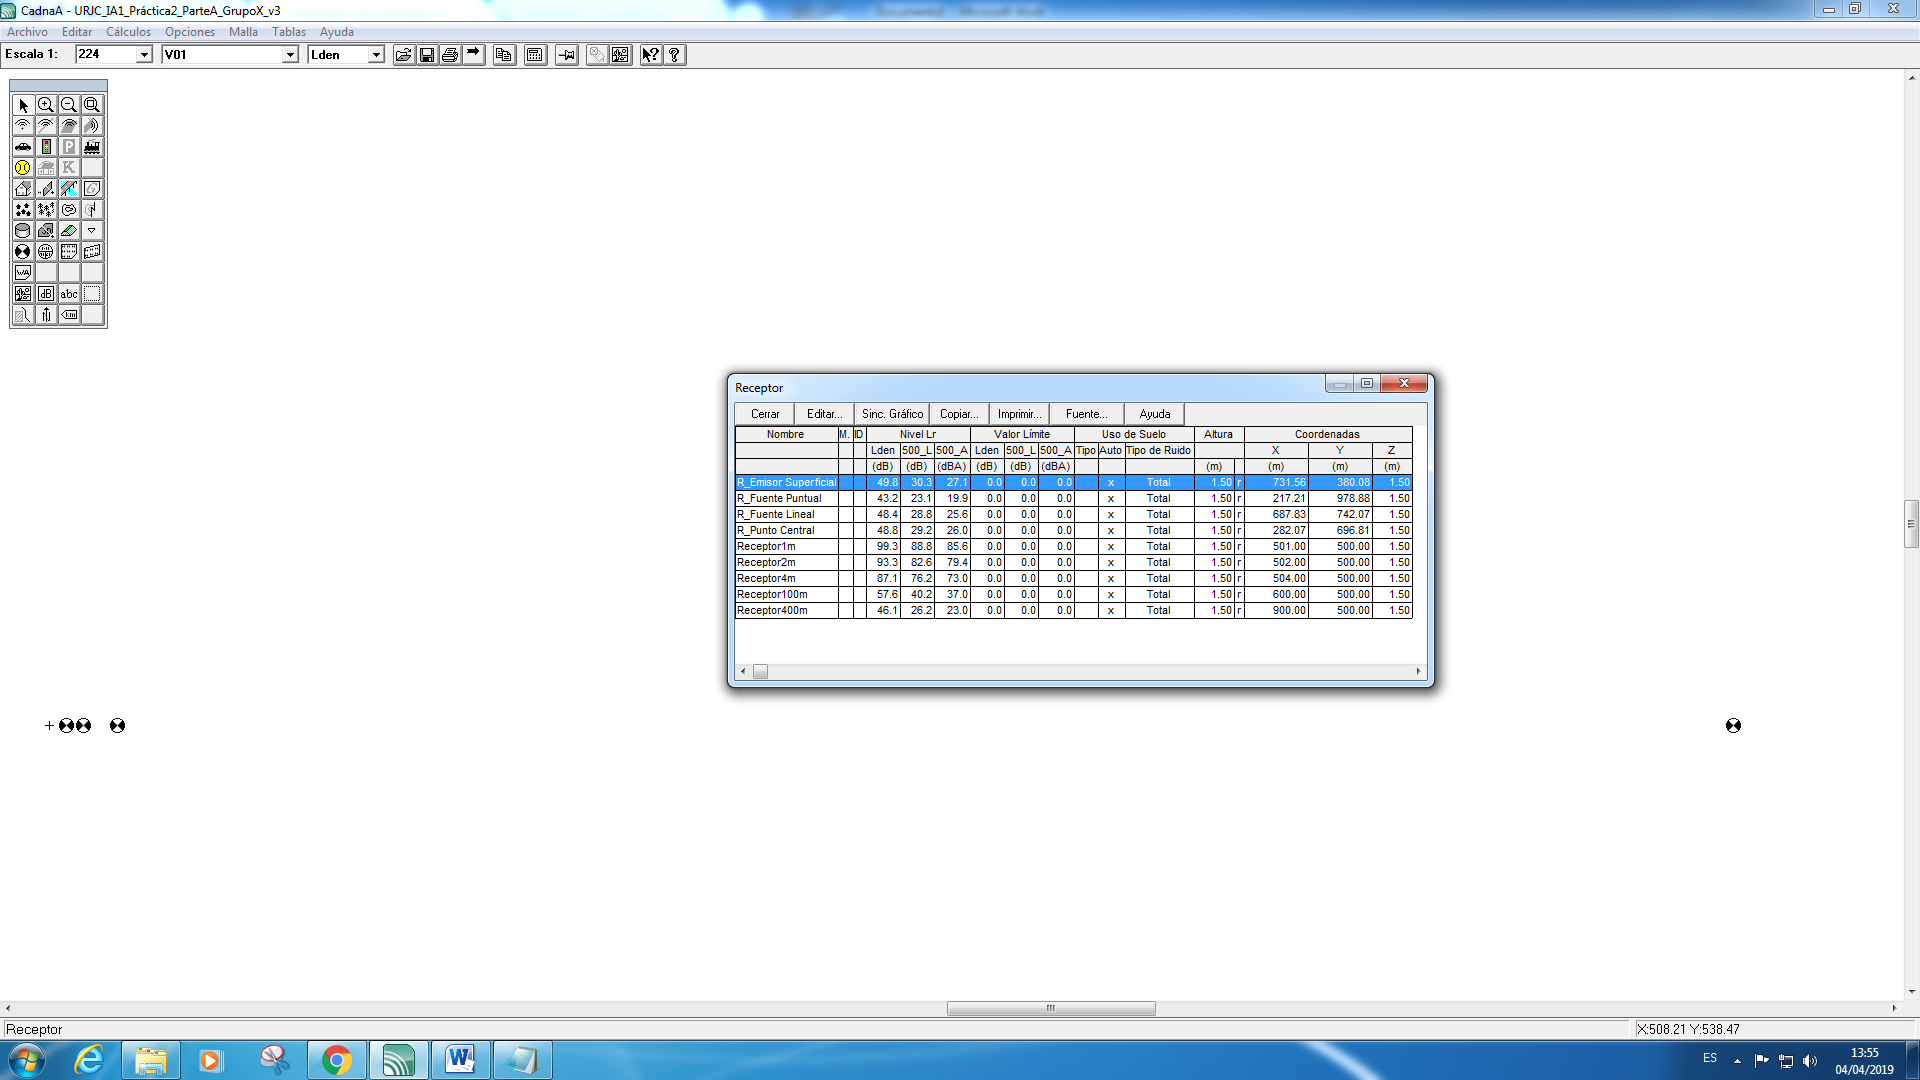 CadnaA - URJC_IA1_Práctica2_ParteA_GrupoX_v3
Archivo Editar Cálculos Opciones Malla Tablas Ayuda
Escala 1: 224 V01 Lden
P
K
G
VA
dB abc
Receptor
Cerrar Editar... Sinc. Gráfico Copiar... Imprimir... Fuente... Ayuda
Nombre M. ID Nivel Lr Valor Límite Uso de Suelo Altura Coordenadas
Lden 500_L 500_A Lden 500_L 500_A Tipo Auto Tipo de Ruido X Y Z
(dB) (dB) (dBA) (dB) (dB) (dBA) (m) (m) (m) (m)
R_Emisor Superficial 49.8 30.3 27.1 0.0 0.0 0.0 x Total 1.50 r 731.56 380.08 1.50
R_Fuente Puntual 43.2 23.1 19.9 0.0 0.0 0.0 x Total 1.50 r 217.21 978.88 1.50
R_Fuente Lineal 48.4 28.8 25.6 0.0 0.0 0.0 x Total 1.50 r 687.83 742.07 1.50
R_Punto Central 48.8 29.2 26.0 0.0 0.0 0.0 x Total 1.50 r 282.07 696.81 1.50
Receptor1m 99.3 88.8 85.6 0.0 0.0 0.0 x Total 1.50 r 501.00 500.00 1.50
Receptor2m 93.3 82.6 79.4 0.0 0.0 0.0 x Total 1.50 r 502.00 500.00 1.50
Receptor4m 87.1 76.2 73.0 0.0 0.0 0.0 x Total 1.50 r 504.00 500.00 1.50
Receptor100m 57.6 40.2 37.0 0.0 0.0 0.0 x Total 1.50 r 600.00 500.00 1.50
Receptor400m 46.1 26.2 23.0 0.0 0.0 0.0 x Total 1.50 r 900.00 500.00 1.50
Receptor
X:508.21 Y:538.47
ES
13:55
04/04/2019